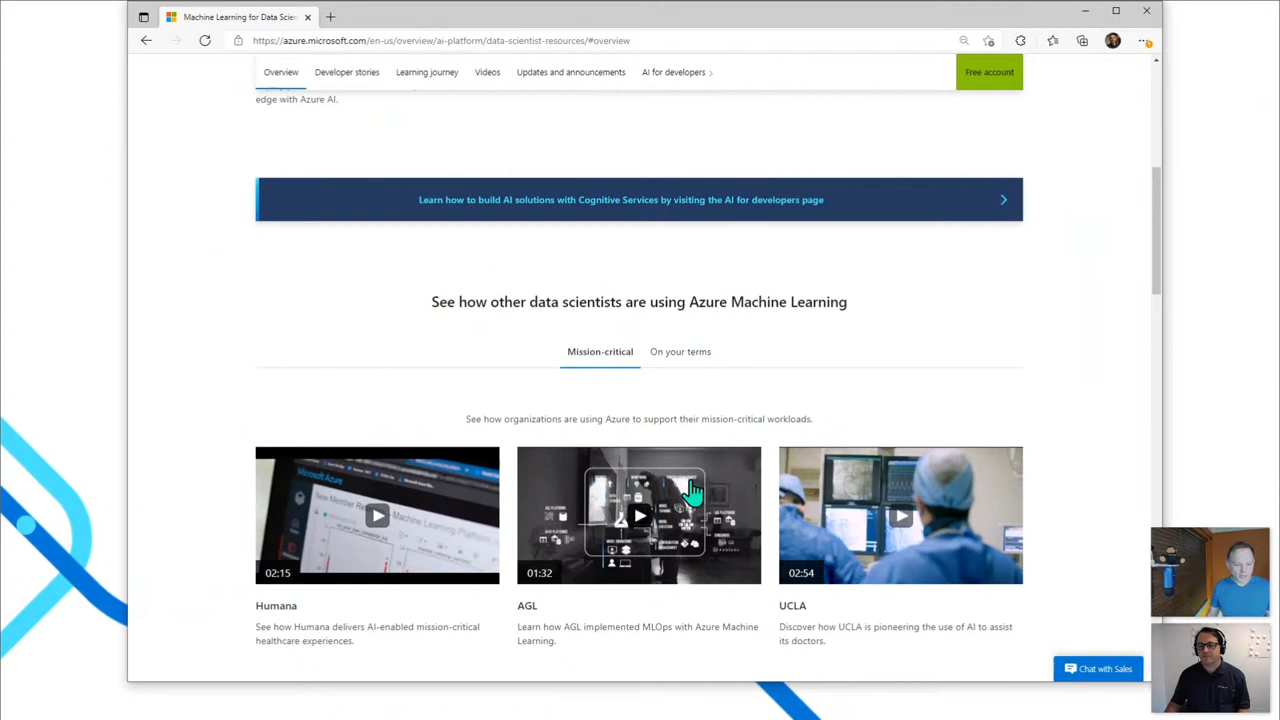 Machine Learning for Data Scien
https://azure.microsoft.com/en-us/overview/ai-platform/data-scientist-resources/#overview
Overview
Developer stories
Learning journey
Videos
Updates and announcements
AI for developers
Free account
edge with Azure AI.
Learn how to build AI solutions with Cognitive Services by visiting the AI for developers page
See how other data scientists are using Azure Machine Learning
Mission-critical
On your terms
See how organizations are using Azure to support their mission-critical workloads.
Microsoft Azure
02:15
01:32
02:54
Humana
AGL
UCLA
See how Humana delivers AI-enabled mission-critical
healthcare experiences.
Learn how AGL implemented MLOps with Azure Machine
Learning.
Discover how UCLA is pioneering the use of AI to assist
its doctors.
Chat with Sales